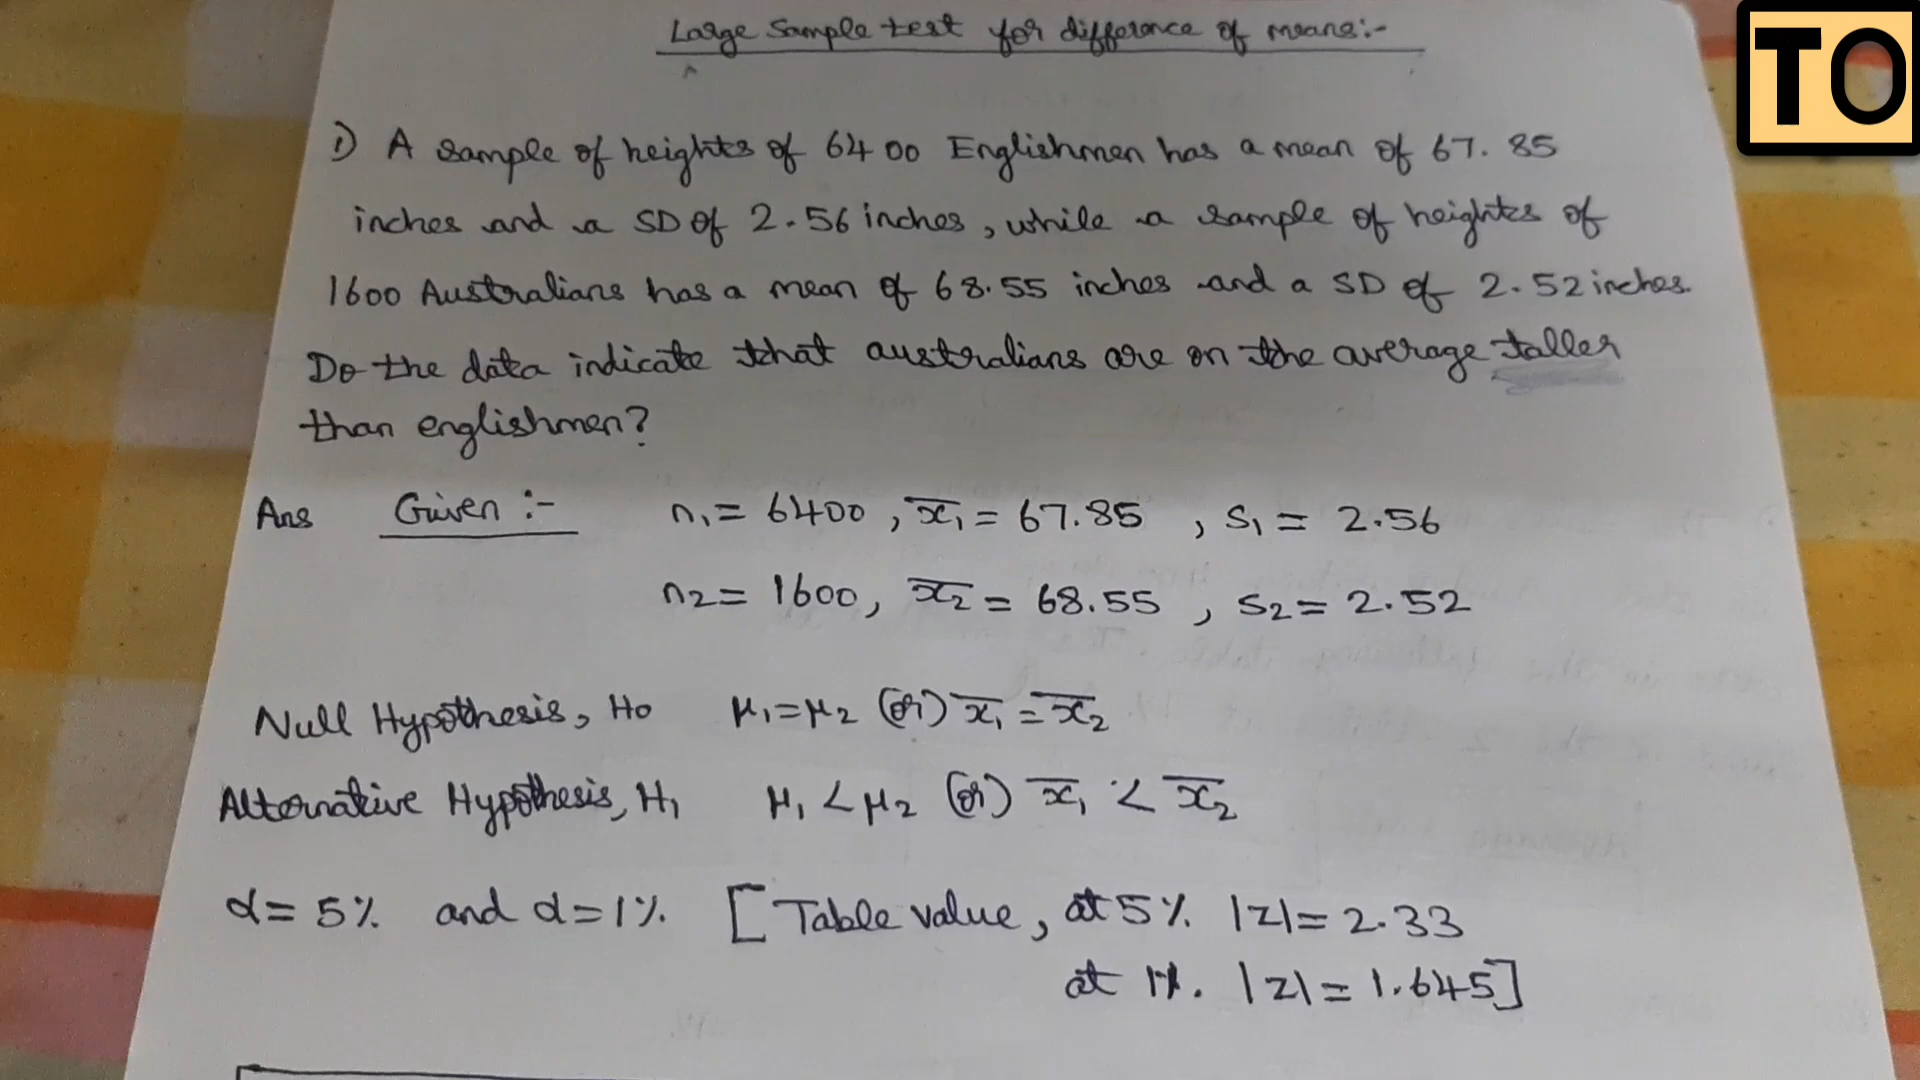 Large Sample test for difference of means:-
TO
1) A sample of heights of 6400 Englishmen has a mean of 67.85
inches and a SD of 2.56 inches, while a sample of heights of
1600 Australians has a mean of 68.55 inches and a SD of 2.52 inches.
Do the data indicate that australians are on the average taller
than englishmen?
Ans Given :- n₁ = 6400, x̄₁ = 67.85, s₁ = 2.56
n₂ = 1600, x̄₂ = 68.55, s₂ = 2.52
Null Hypothesis, H₀ μ₁ = μ₂ (or) x̄₁ = x̄₂
Alternative Hypothesis, H₁ μ₁ < μ₂ (or) x̄₁ < x̄₂
α = 5% and α = 1% [Table value, at 5% |z| = 2.33
at 1%. |z| = 1.645]